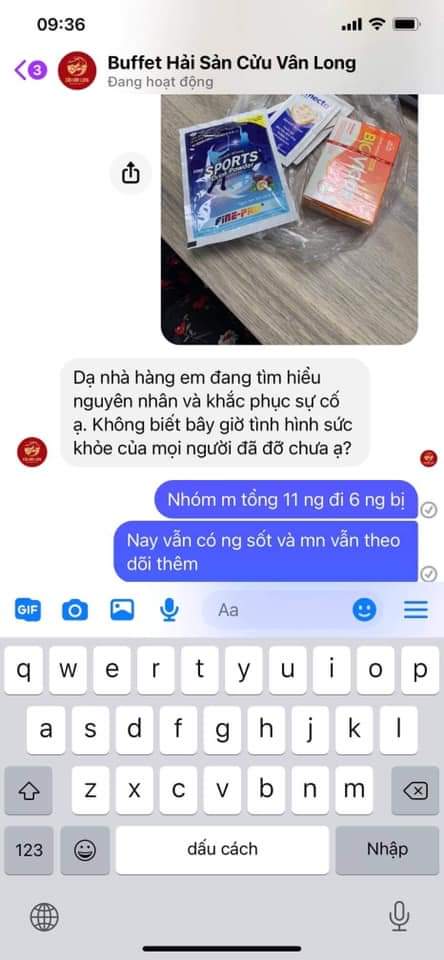 09:36
3
Buffet Hải Sản Cửu Vân Long
Đang hoạt động
SPORTS
FINE-PRO
Dạ nhà hàng em đang tìm hiểu
nguyên nhân và khắc phục sự cố
ạ. Không biết bây giờ tình hình sức
khỏe của mọi người đã đỡ chưa ạ?
Nhóm m tổng 11 ng đi 6 ng bị
Nay vẫn có ng sốt và mn vẫn theo
dõi thêm
GIF
Aa
q w e r t y u i o p
a s d f g h j k l
z x c v b n m
123
dấu cách
Nhập